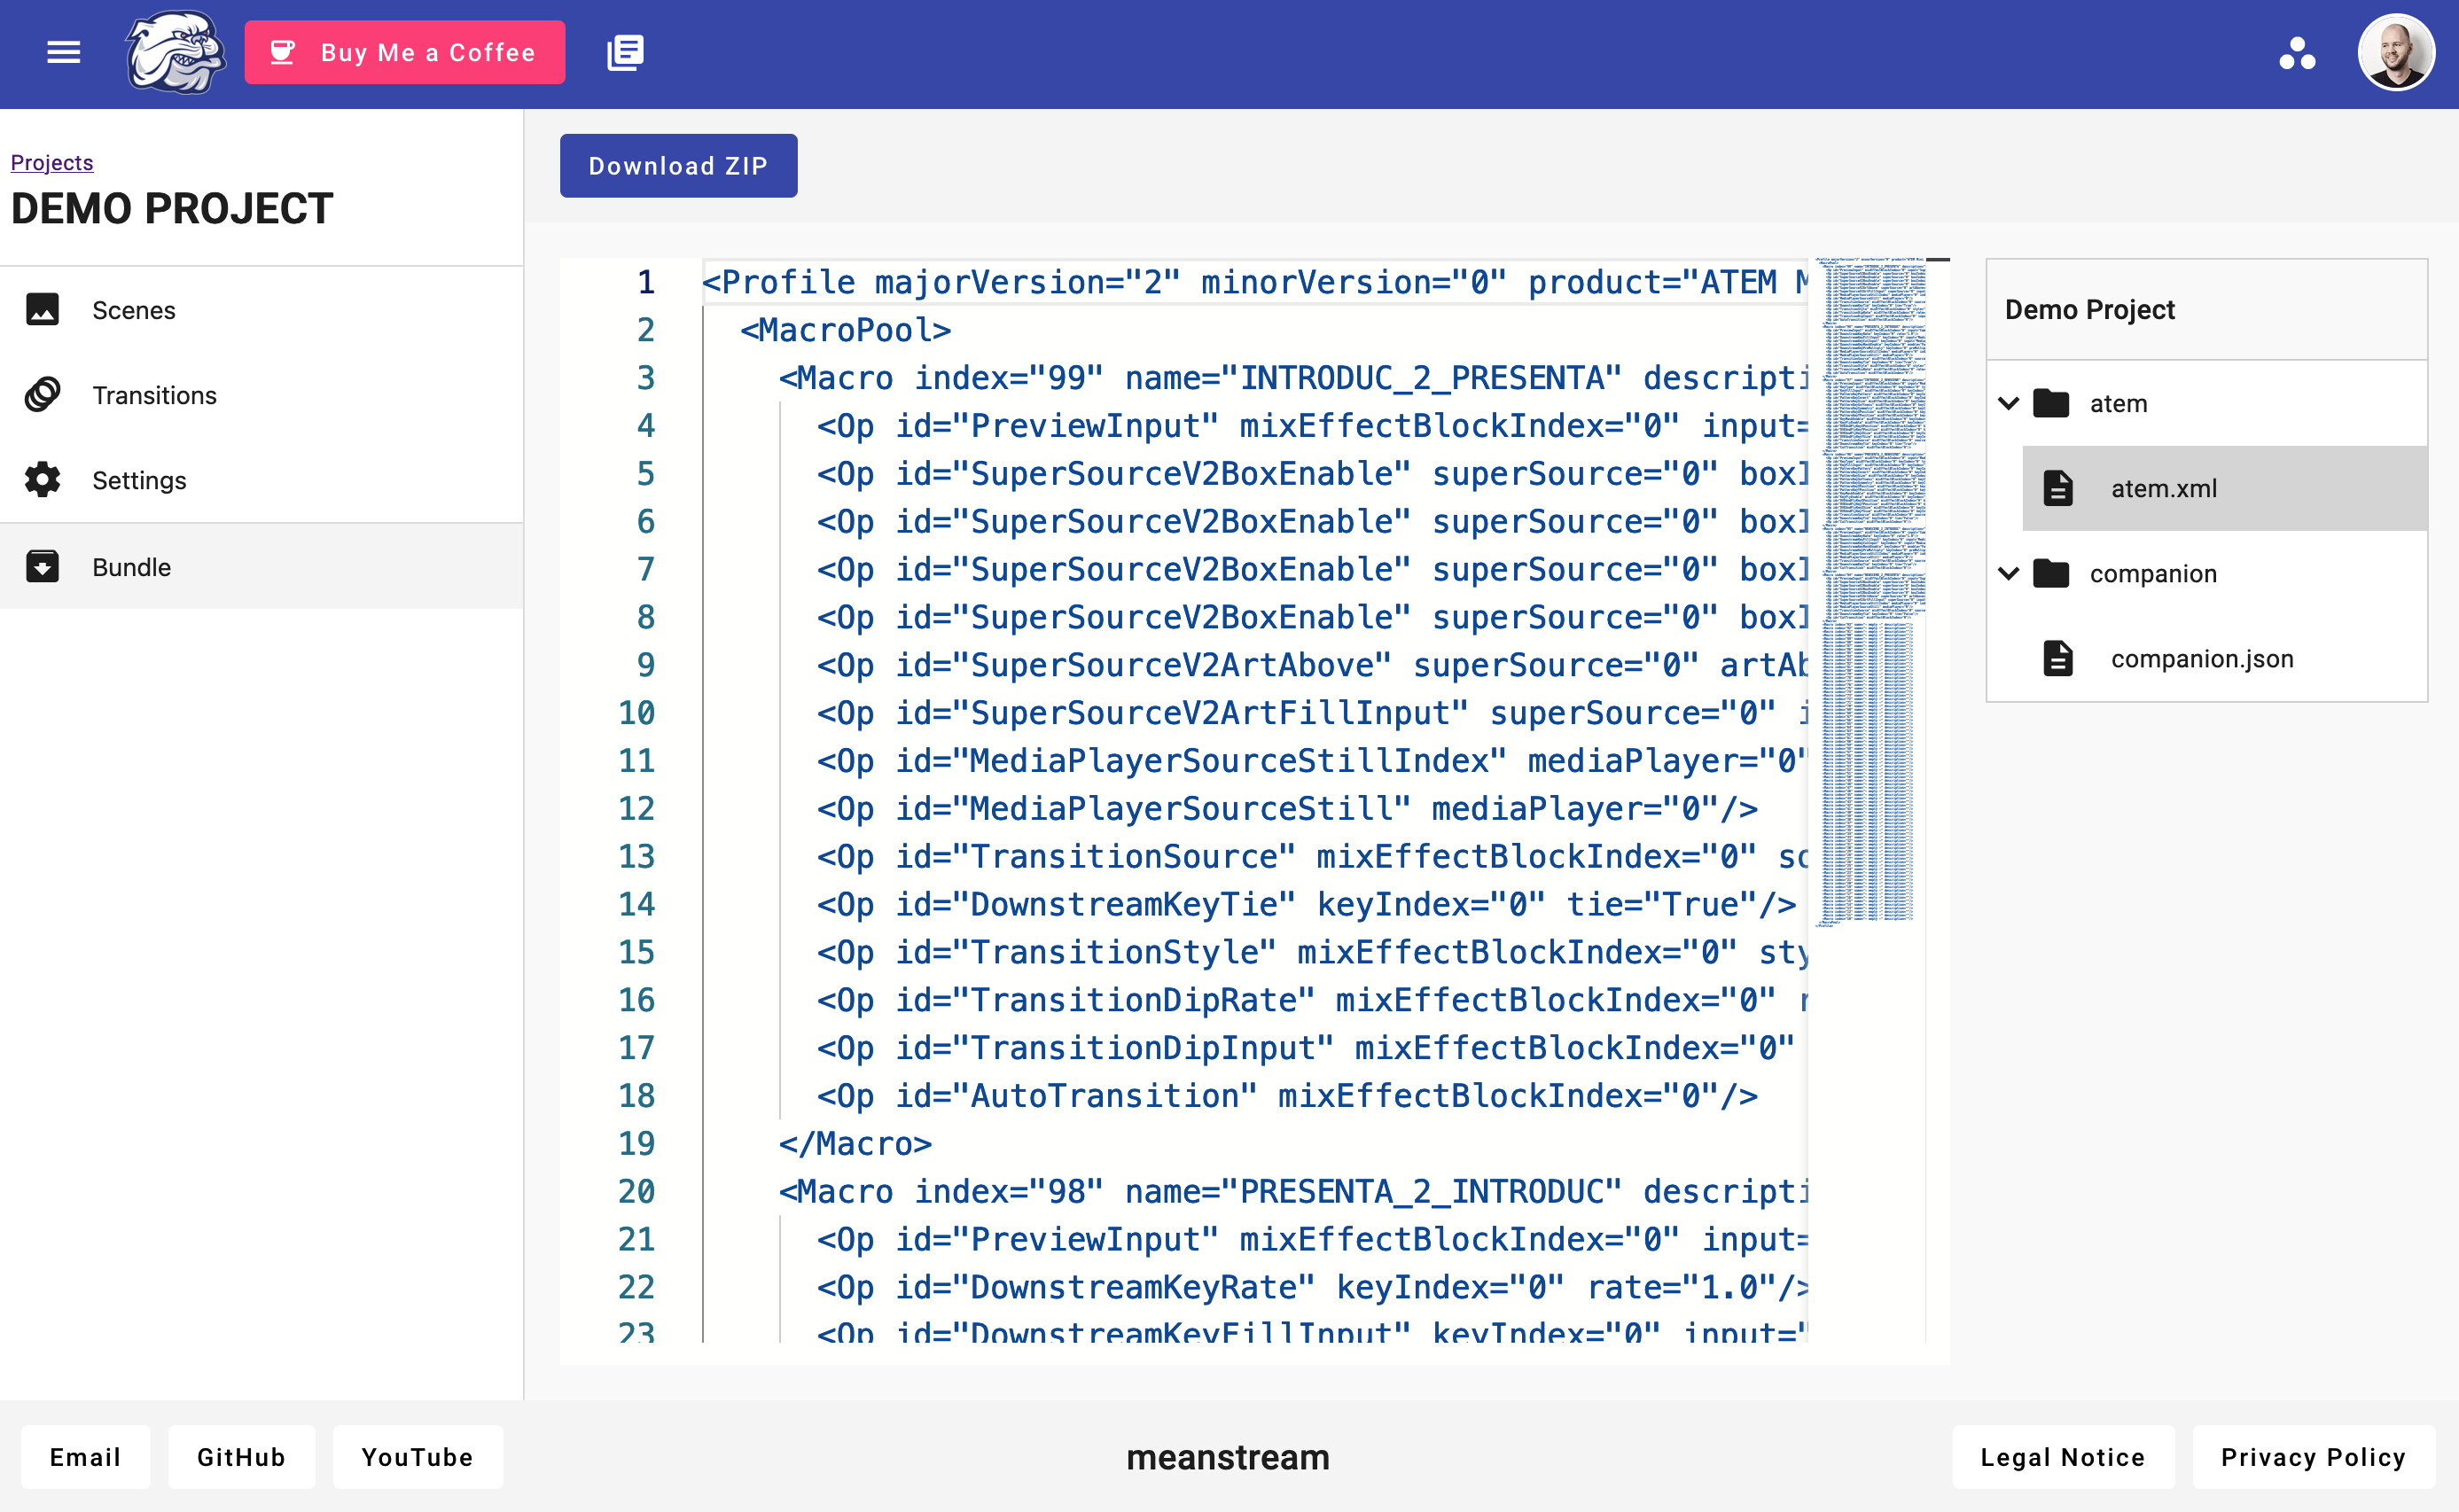 Buy Me a Coffee
Projects
DEMO PROJECT
Scenes
Transitions
Settings
Bundle
Download ZIP
1 <Profile majorVersion="2" minorVersion="0" product="ATEM M
2 <MacroPool>
3 <Macro index="99" name="INTRODUC_2_PRESENTA" descripti
4 <Op id="PreviewInput" mixEffectBlockIndex="0" input=
5 <Op id="SuperSourceV2BoxEnable" superSource="0" boxI
6 <Op id="SuperSourceV2BoxEnable" superSource="0" boxI
7 <Op id="SuperSourceV2BoxEnable" superSource="0" boxI
8 <Op id="SuperSourceV2BoxEnable" superSource="0" boxI
9 <Op id="SuperSourceV2ArtAbove" superSource="0" artAb
10 <Op id="SuperSourceV2ArtFillInput" superSource="0" i
11 <Op id="MediaPlayerSourceStillIndex" mediaPlayer="0"
12 <Op id="MediaPlayerSourceStill" mediaPlayer="0"/>
13 <Op id="TransitionSource" mixEffectBlockIndex="0" so
14 <Op id="DownstreamKeyTie" keyIndex="0" tie="True"/>
15 <Op id="TransitionStyle" mixEffectBlockIndex="0" sty
16 <Op id="TransitionDipRate" mixEffectBlockIndex="0" r
17 <Op id="TransitionDipInput" mixEffectBlockIndex="0"
18 <Op id="AutoTransition" mixEffectBlockIndex="0"/>
19 </Macro>
20 <Macro index="98" name="PRESENTA_2_INTRODUC" descripti
21 <Op id="PreviewInput" mixEffectBlockIndex="0" input=
22 <Op id="DownstreamKeyRate" keyIndex="0" rate="1.0"/>
23 <Op id="DownstreamKeyFillInput" keyIndex="0" input="
Demo Project
atem
atem.xml
companion
companion.json
Email
GitHub
YouTube
meanstream
Legal Notice
Privacy Policy